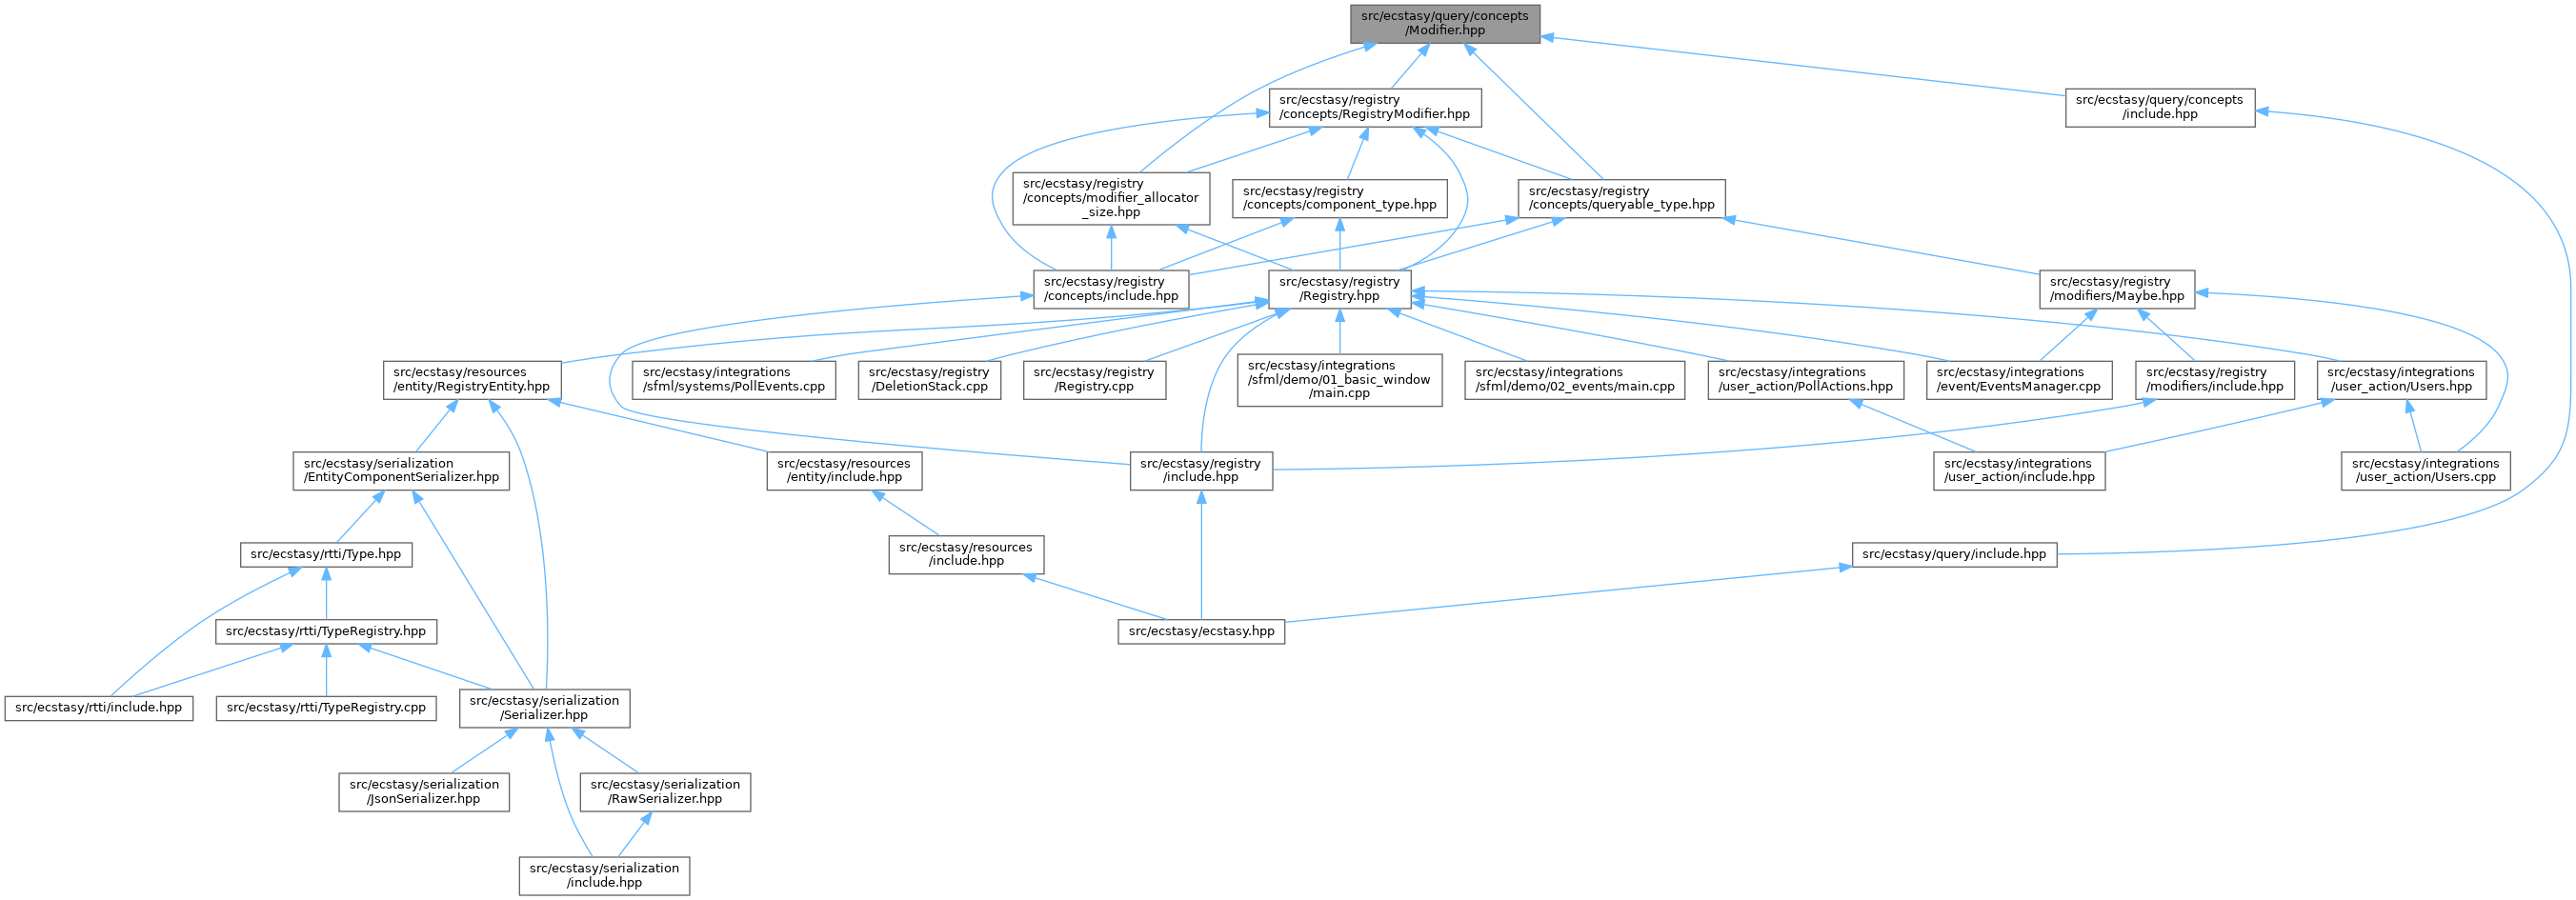 src/ecstasy/query/concepts
/Modifier.hpp
src/ecstasy/registry
/concepts/RegistryModifier.hpp
src/ecstasy/query/concepts
/include.hpp
src/ecstasy/registry
/concepts/modifier_allocator
_size.hpp
src/ecstasy/registry
/concepts/component_type.hpp
src/ecstasy/registry
/concepts/queryable_type.hpp
src/ecstasy/registry
/concepts/include.hpp
src/ecstasy/registry
/Registry.hpp
src/ecstasy/registry
/modifiers/Maybe.hpp
src/ecstasy/resources
/entity/RegistryEntity.hpp
src/ecstasy/integrations
/sfml/systems/PollEvents.cpp
src/ecstasy/registry
/DeletionStack.cpp
src/ecstasy/registry
/Registry.cpp
src/ecstasy/integrations
/sfml/demo/01_basic_window
/main.cpp
src/ecstasy/integrations
/sfml/demo/02_events/main.cpp
src/ecstasy/integrations
/user_action/PollActions.hpp
src/ecstasy/integrations
/event/EventsManager.cpp
src/ecstasy/registry
/modifiers/include.hpp
src/ecstasy/integrations
/user_action/Users.hpp
src/ecstasy/serialization
/EntityComponentSerializer.hpp
src/ecstasy/resources
/entity/include.hpp
src/ecstasy/registry
/include.hpp
src/ecstasy/integrations
/user_action/include.hpp
src/ecstasy/integrations
/user_action/Users.cpp
src/ecstasy/rtti/Type.hpp
src/ecstasy/resources
/include.hpp
src/ecstasy/query/include.hpp
src/ecstasy/rtti/TypeRegistry.hpp
src/ecstasy/ecstasy.hpp
src/ecstasy/rtti/include.hpp
src/ecstasy/rtti/TypeRegistry.cpp
src/ecstasy/serialization
/Serializer.hpp
src/ecstasy/serialization
/JsonSerializer.hpp
src/ecstasy/serialization
/RawSerializer.hpp
src/ecstasy/serialization
/include.hpp